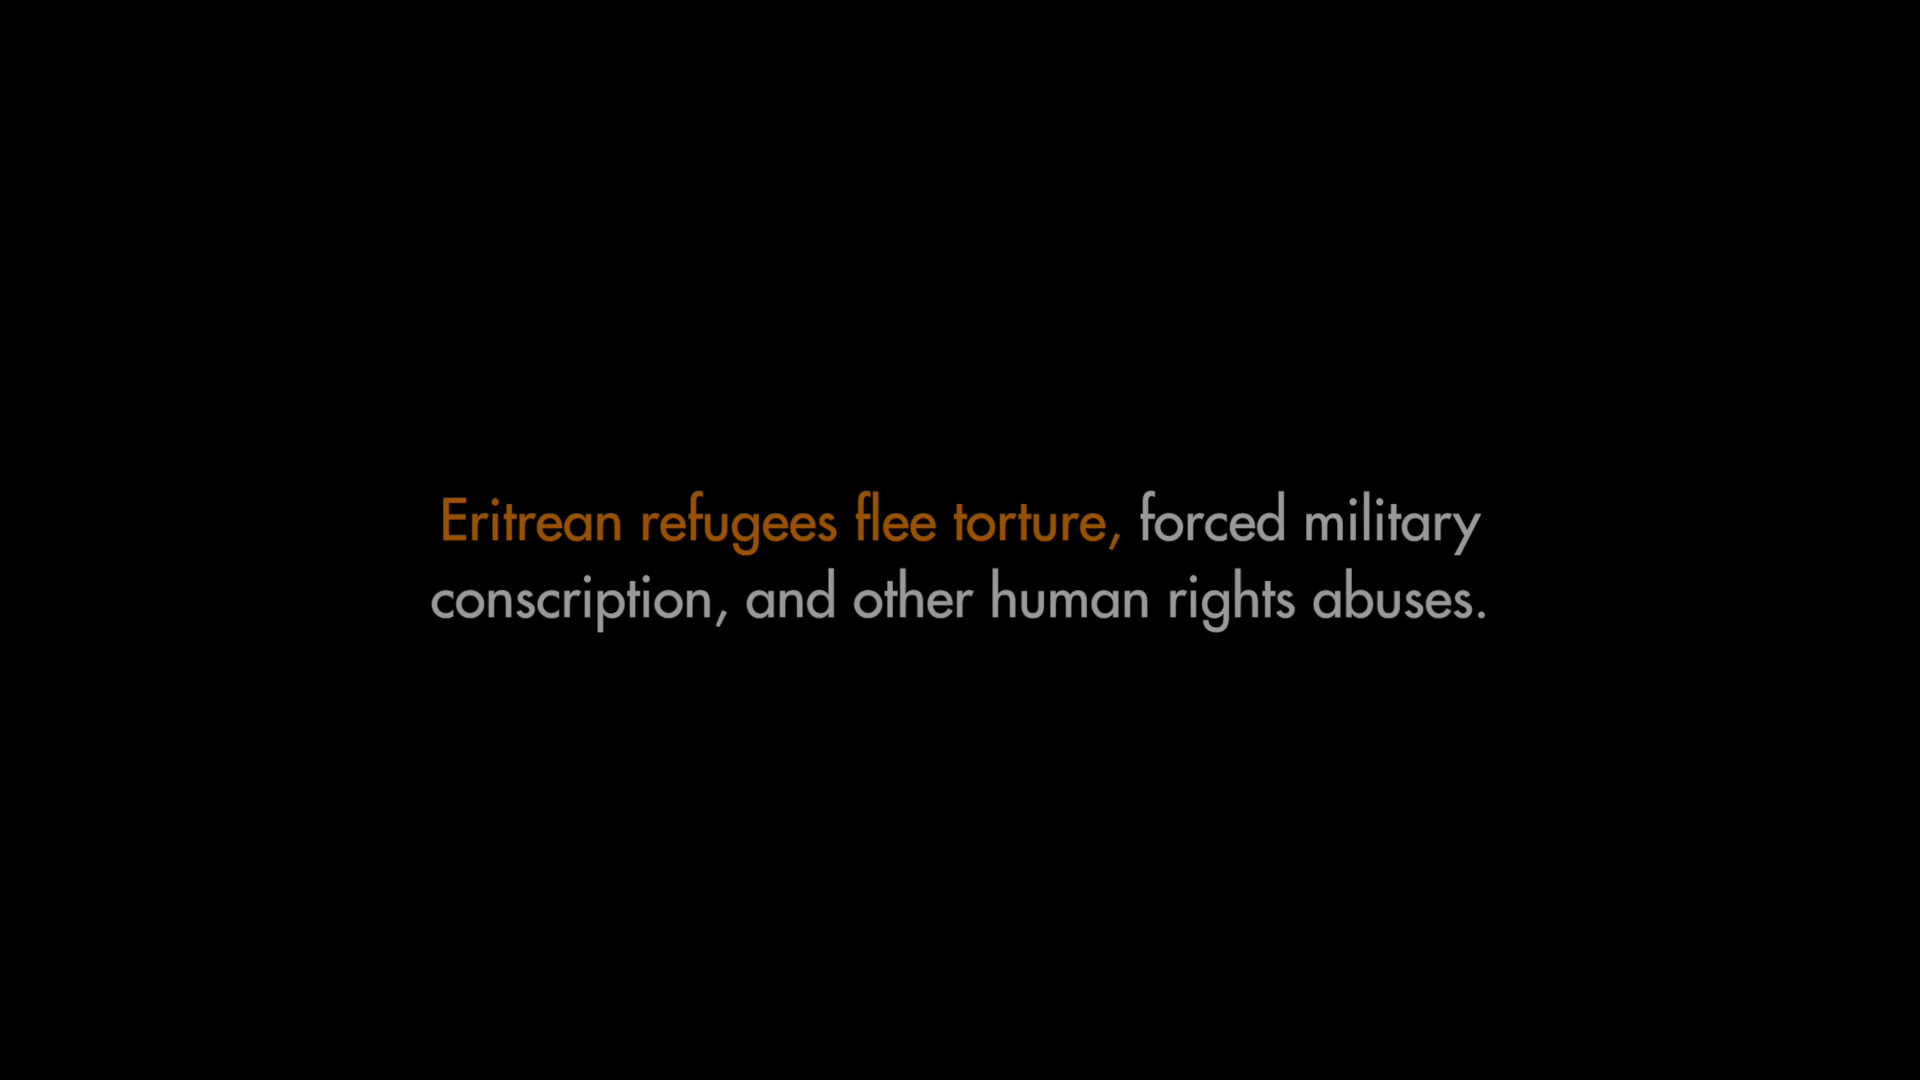 Eritrean refugees flee torture, forced military
conscription, and other human rights abuses.